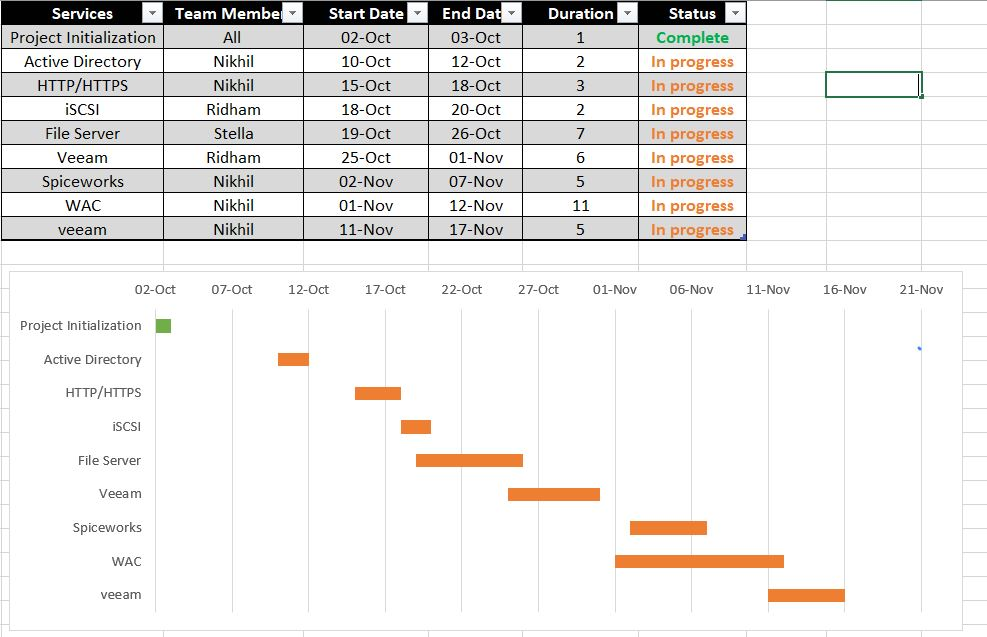 Services Team Member Start Date End Dat Duration Status
Project Initialization All 02-Oct 03-Oct 1 Complete
Active Directory Nikhil 10-Oct 12-Oct 2 In progress
HTTP/HTTPS Nikhil 15-Oct 18-Oct 3 In progress
iSCSI Ridham 18-Oct 20-Oct 2 In progress
File Server Stella 19-Oct 26-Oct 7 In progress
Veeam Ridham 25-Oct 01-Nov 6 In progress
Spiceworks Nikhil 02-Nov 07-Nov 5 In progress
WAC Nikhil 01-Nov 12-Nov 11 In progress
veeam Nikhil 11-Nov 17-Nov 5 In progress
02-Oct 07-Oct 12-Oct 17-Oct 22-Oct 27-Oct 01-Nov 06-Nov 11-Nov 16-Nov 21-Nov
Project Initialization
Active Directory
HTTP/HTTPS
iSCSI
File Server
Veeam
Spiceworks
WAC
veeam